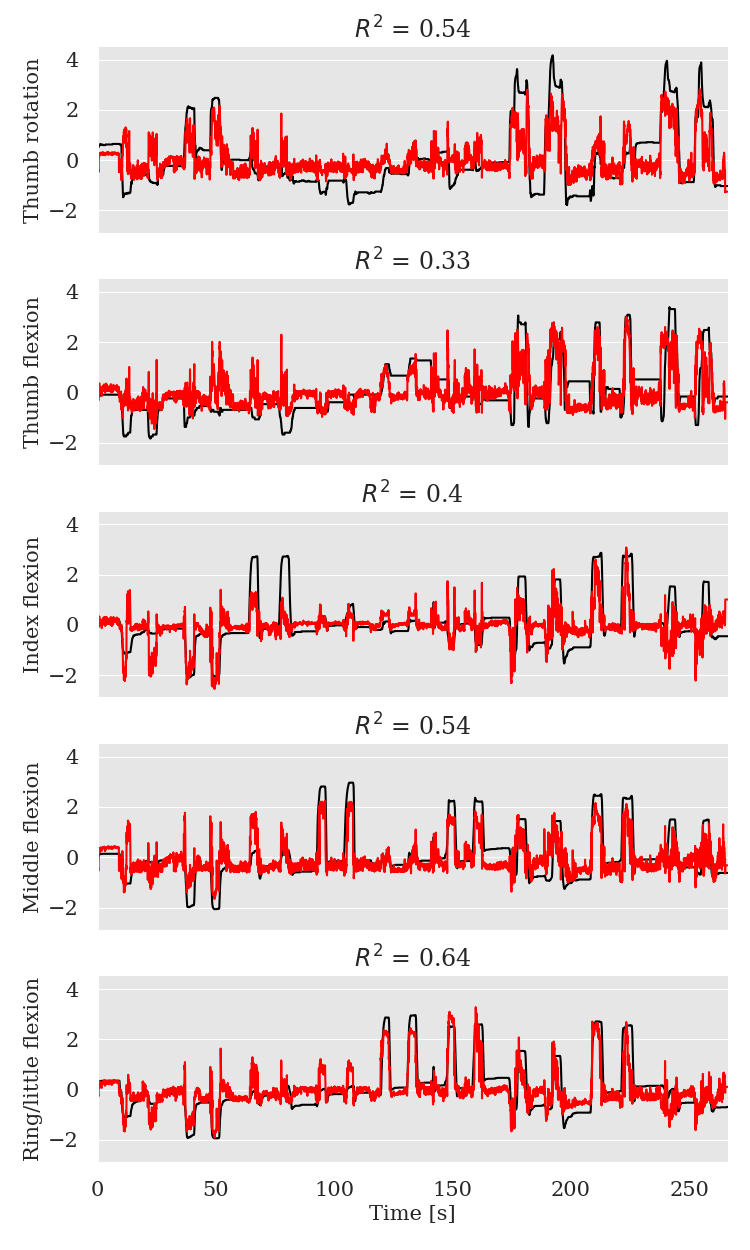 R² = 0.54
Thumb rotation
4
2
0
−2
R² = 0.33
Thumb flexion
4
2
0
−2
R² = 0.4
Index flexion
4
2
0
−2
R² = 0.54
Middle flexion
4
2
0
−2
R² = 0.64
Ring/little flexion
4
2
0
−2
0 50 100 150 200 250
Time [s]